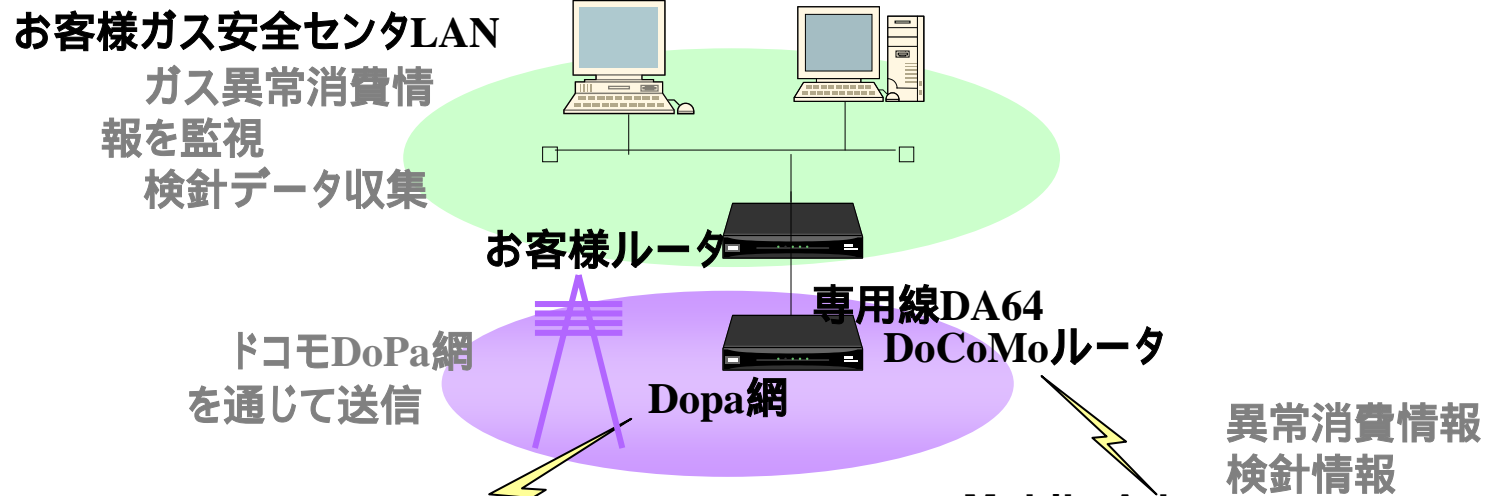 お客様ガス安全センタLAN
ガス異常消費情
報を監視
検針データ収集
お客様ルータ
専用線DA64
DoCoMoルータ
ドコモDoPa網
を通じて送信
Dopa網
異常消費情報
検針情報